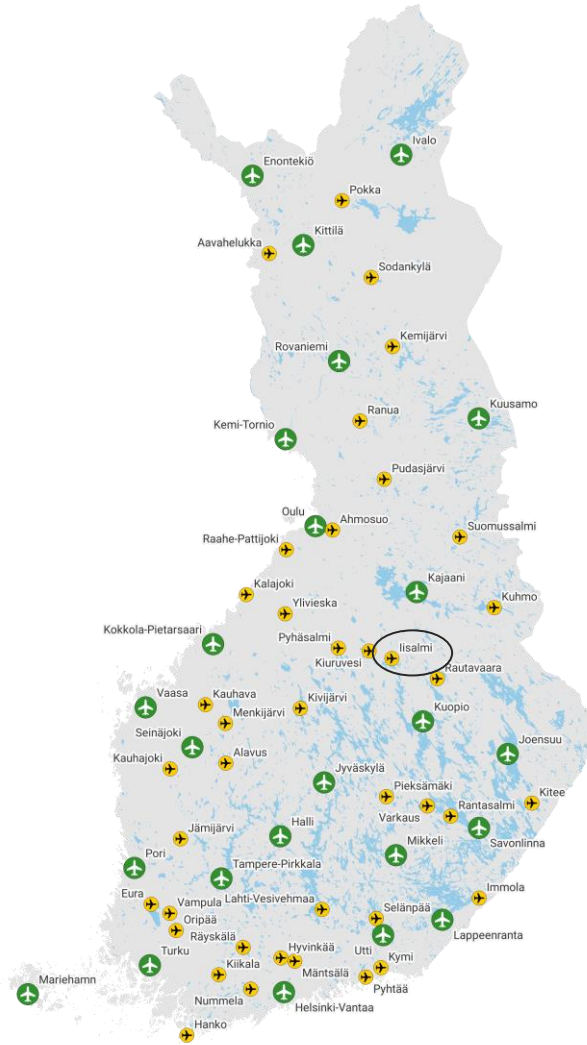 Ivalo
Enontekiö
Pokka
Kittilä
Aavahelukka
Sodankylä
Kemijärvi
Rovaniemi
Kuusamo
Ranua
Kemi-Tornio
Pudasjärvi
Oulu
Ahmosuo
Suomussalmi
Raahe-Pattijoki
Kajaani
Kalajoki
Ylivieska
Kuhmo
Kokkola-Pietarsaari
Pyhäsalmi
Iisalmi
Kiuruvesi
Rautavaara
Vaasa
Kauhava
Kivijärvi
Menkijärvi
Kuopio
Seinäjoki
Joensuu
Alavus
Kauhajoki
Jyväskylä
Pieksämäki
Kitee
Varkaus
Rantasalmi
Jämijärvi
Halli
Mikkeli
Savonlinna
Pori
Tampere-Pirkkala
Immola
Eura
Vampula
Lahti-Vesivehmaa
Selänpää
Oripää
Räyskälä
Lappeenranta
Turku
Hyvinkää
Utti
Kymi
Mariehamn
Kiikala
Mäntsälä
Pyhtää
Nummela
Helsinki-Vantaa
Hanko